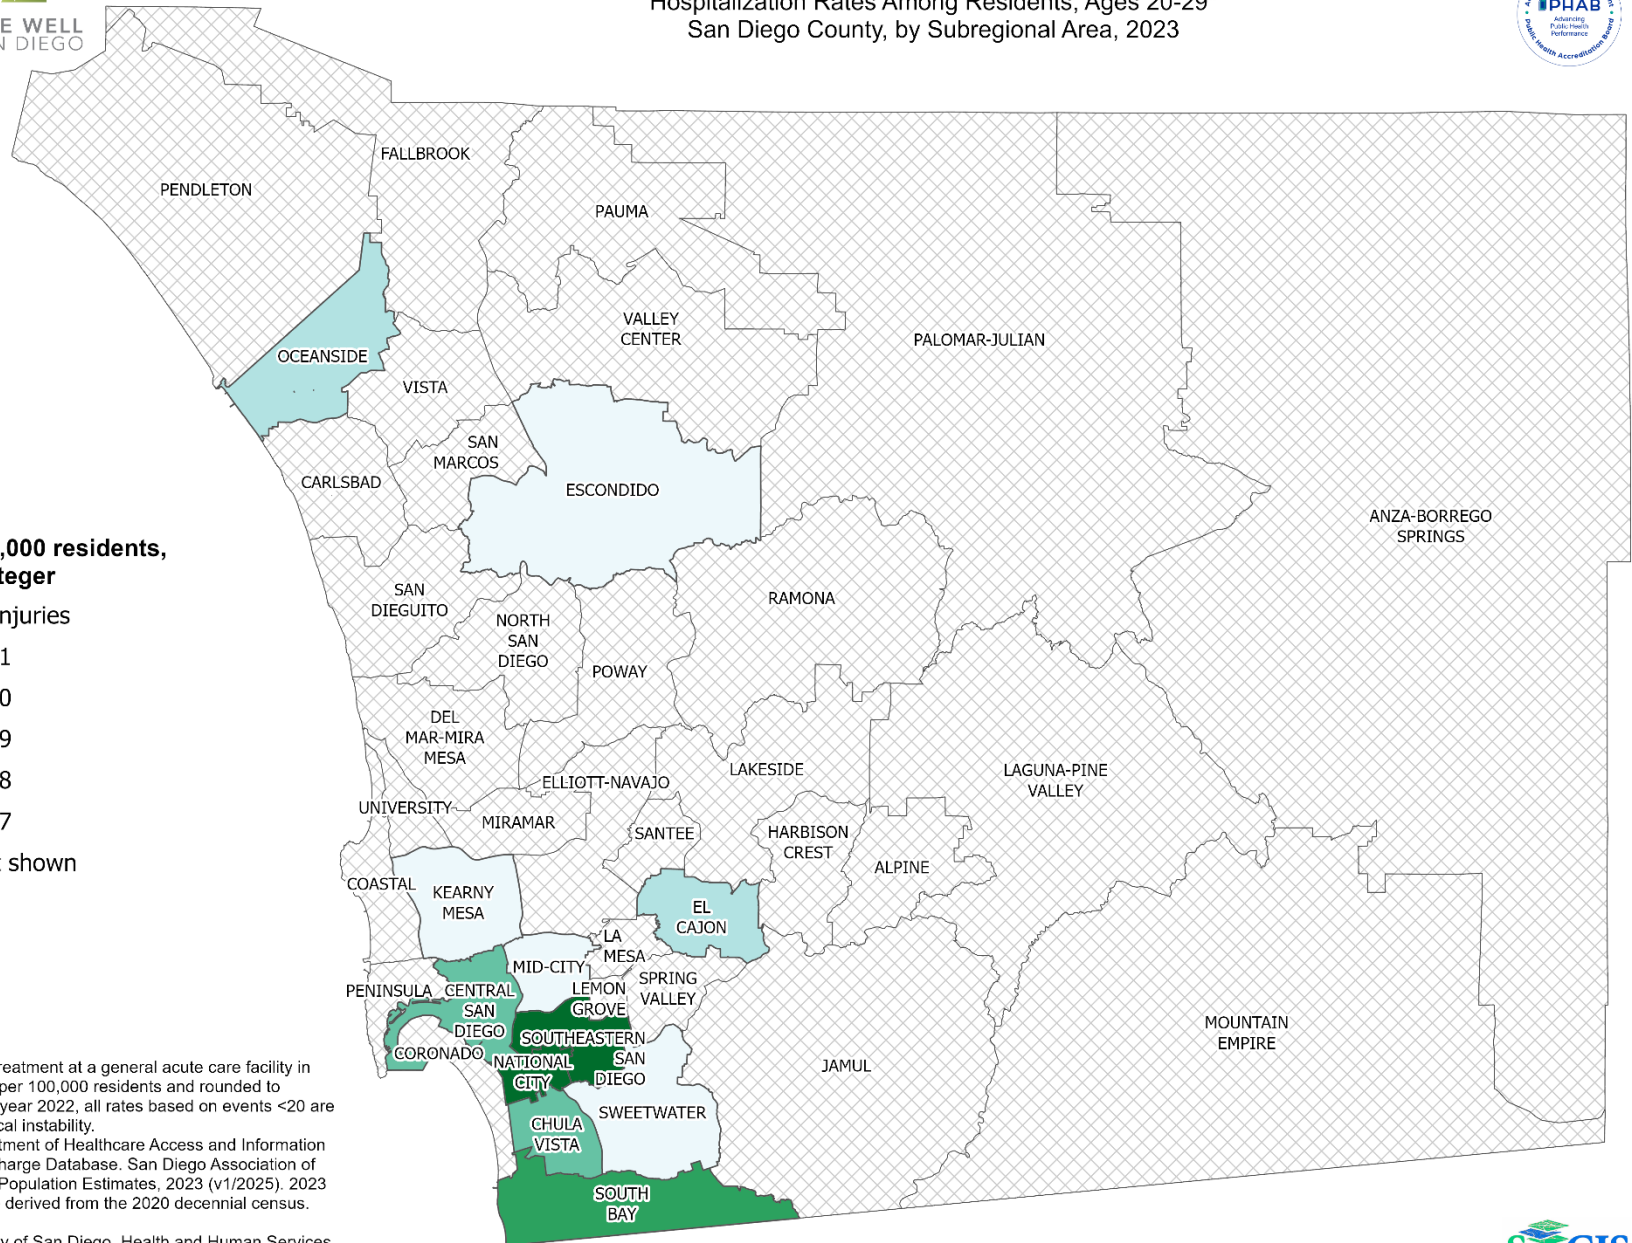 E WELL
N DIEGO
Hospitalization Rates Among Residents, Ages 20-29
San Diego County, by Subregional Area, 2023
PHAB
Advancing
Public Health
Performance
Public Health Accreditation Board
FALLBROOK
PENDLETON
PAUMA
VALLEY
CENTER
PALOMAR-JULIAN
OCEANSIDE
VISTA
SAN
MARCOS
CARLSBAD
ESCONDIDO
ANZA-BORREGO
SPRINGS
,000 residents,
teger
njuries
1
0
9
8
7
t shown
SAN
DIEGUITO
NORTH
SAN
DIEGO
RAMONA
POWAY
DEL
MAR-MIRA
MESA
ELLIOTT-NAVAJO
LAKESIDE
LAGUNA-PINE
VALLEY
UNIVERSITY
MIRAMAR
SANTEE
HARBISON
CREST
ALPINE
COASTAL
KEARNY
MESA
EL
CAJON
LA
MESA
MID-CITY
SPRING
VALLEY
LEMON
GROVE
PENINSULA
CENTRAL
SAN
DIEGO
CORONADO
SOUTHEASTERN
SAN
DIEGO
NATIONAL
CITY
SWEETWATER
CHULA
VISTA
SOUTH
BAY
JAMUL
MOUNTAIN
EMPIRE
reatment at a general acute care facility in
per 100,000 residents and rounded to
year 2022, all rates based on events <20 are
cal instability.
tment of Healthcare Access and Information
harge Database. San Diego Association of
Population Estimates, 2023 (v1/2025). 2023
derived from the 2020 decennial census.
y of San Diego, Health and Human Services